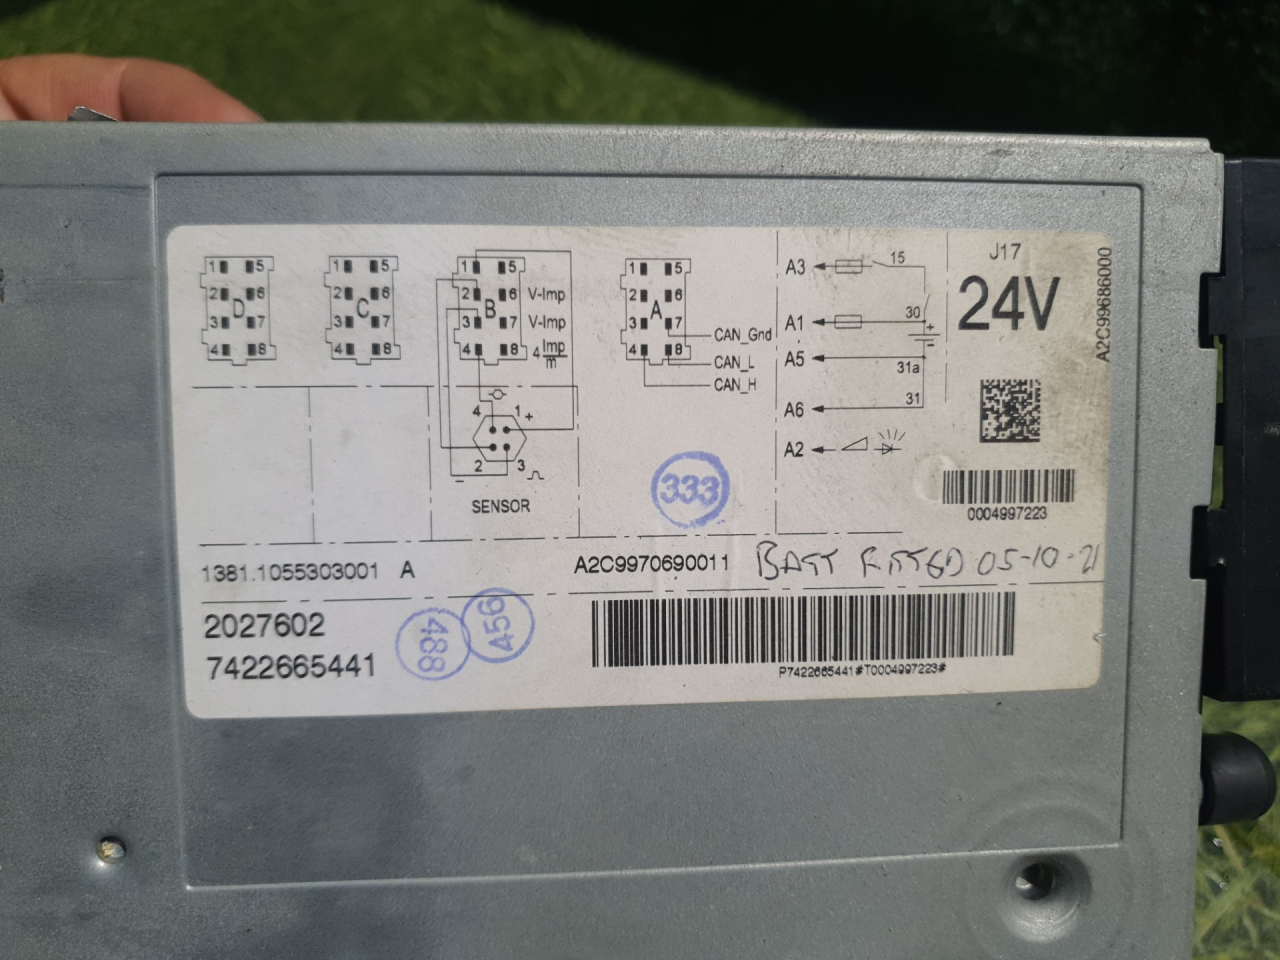 1 5
2 D 6
3 7
4 8
1 5
2 C 6
3 7
4 8
1 5
2 B 6 V-Imp
3 7 V-Imp
4 8 4 Imp/m
4 1 +
2 3
−
SENSOR
1 5
2 A 6
3 7
4 8
CAN_Gnd
CAN_L
CAN_H
A3 15
A1 30
+
−
A5 31a
A6 31
A2
J17
24V
A2C99686000
0004997223
333
1381.1055303001 A
A2C9970690011
BATT FITTED 05-10-21
2027602
7422665441
488
456
P7422665441#T0004997223#